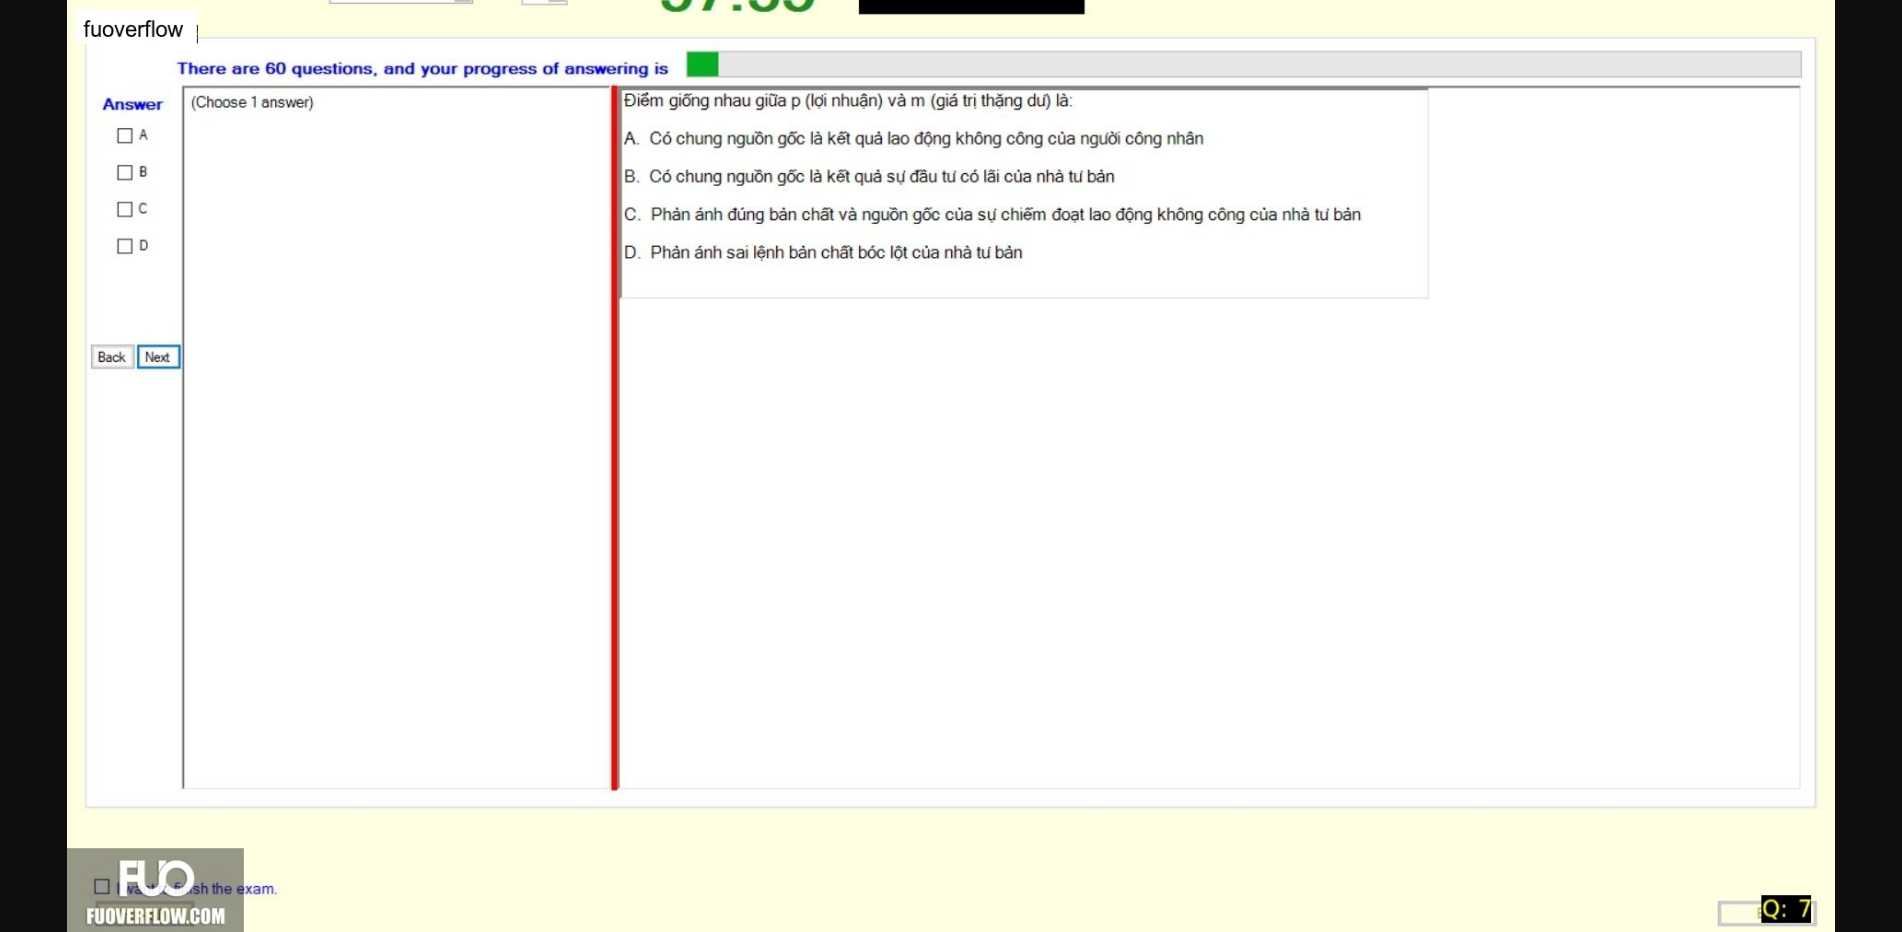 fuoverflow
There are 60 questions, and your progress of answering is
Answer
(Choose 1 answer)
A
B
C
D
Back Next
Điểm giống nhau giữa p (lợi nhuận) và m (giá trị thặng dư) là:
A. Có chung nguồn gốc là kết quả lao động không công của người công nhân
B. Có chung nguồn gốc là kết quả sự đầu tư có lãi của nhà tư bản
C. Phản ánh đúng bản chất và nguồn gốc của sự chiếm đoạt lao động không công của nhà tư bản
D. Phản ánh sai lệnh bản chất bóc lột của nhà tư bản
FUO
the exam.
FUOVERFLOW.COM
Q: 7